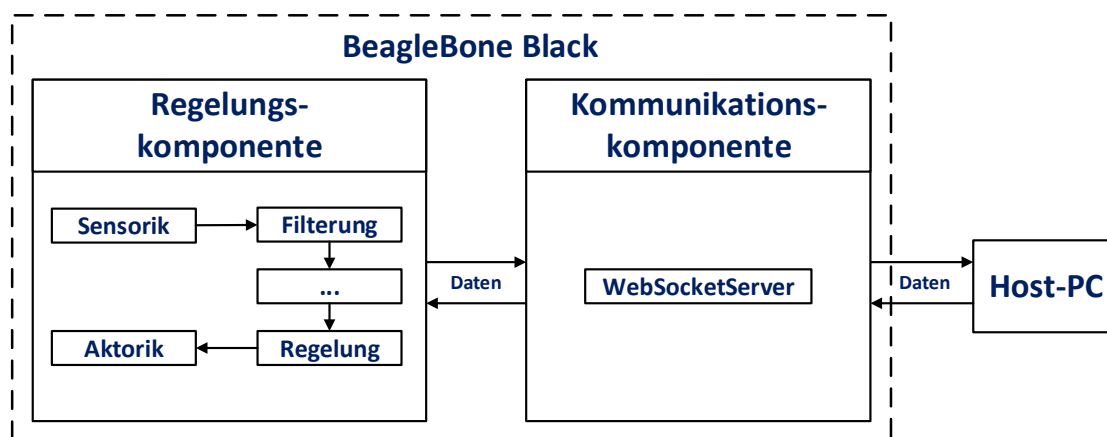 BeagleBone Black
Regelungs-
komponente
Sensorik
Filterung
...
Aktorik
Regelung
Daten
Kommunikations-
komponente
WebSocketServer
Daten
Host-PC